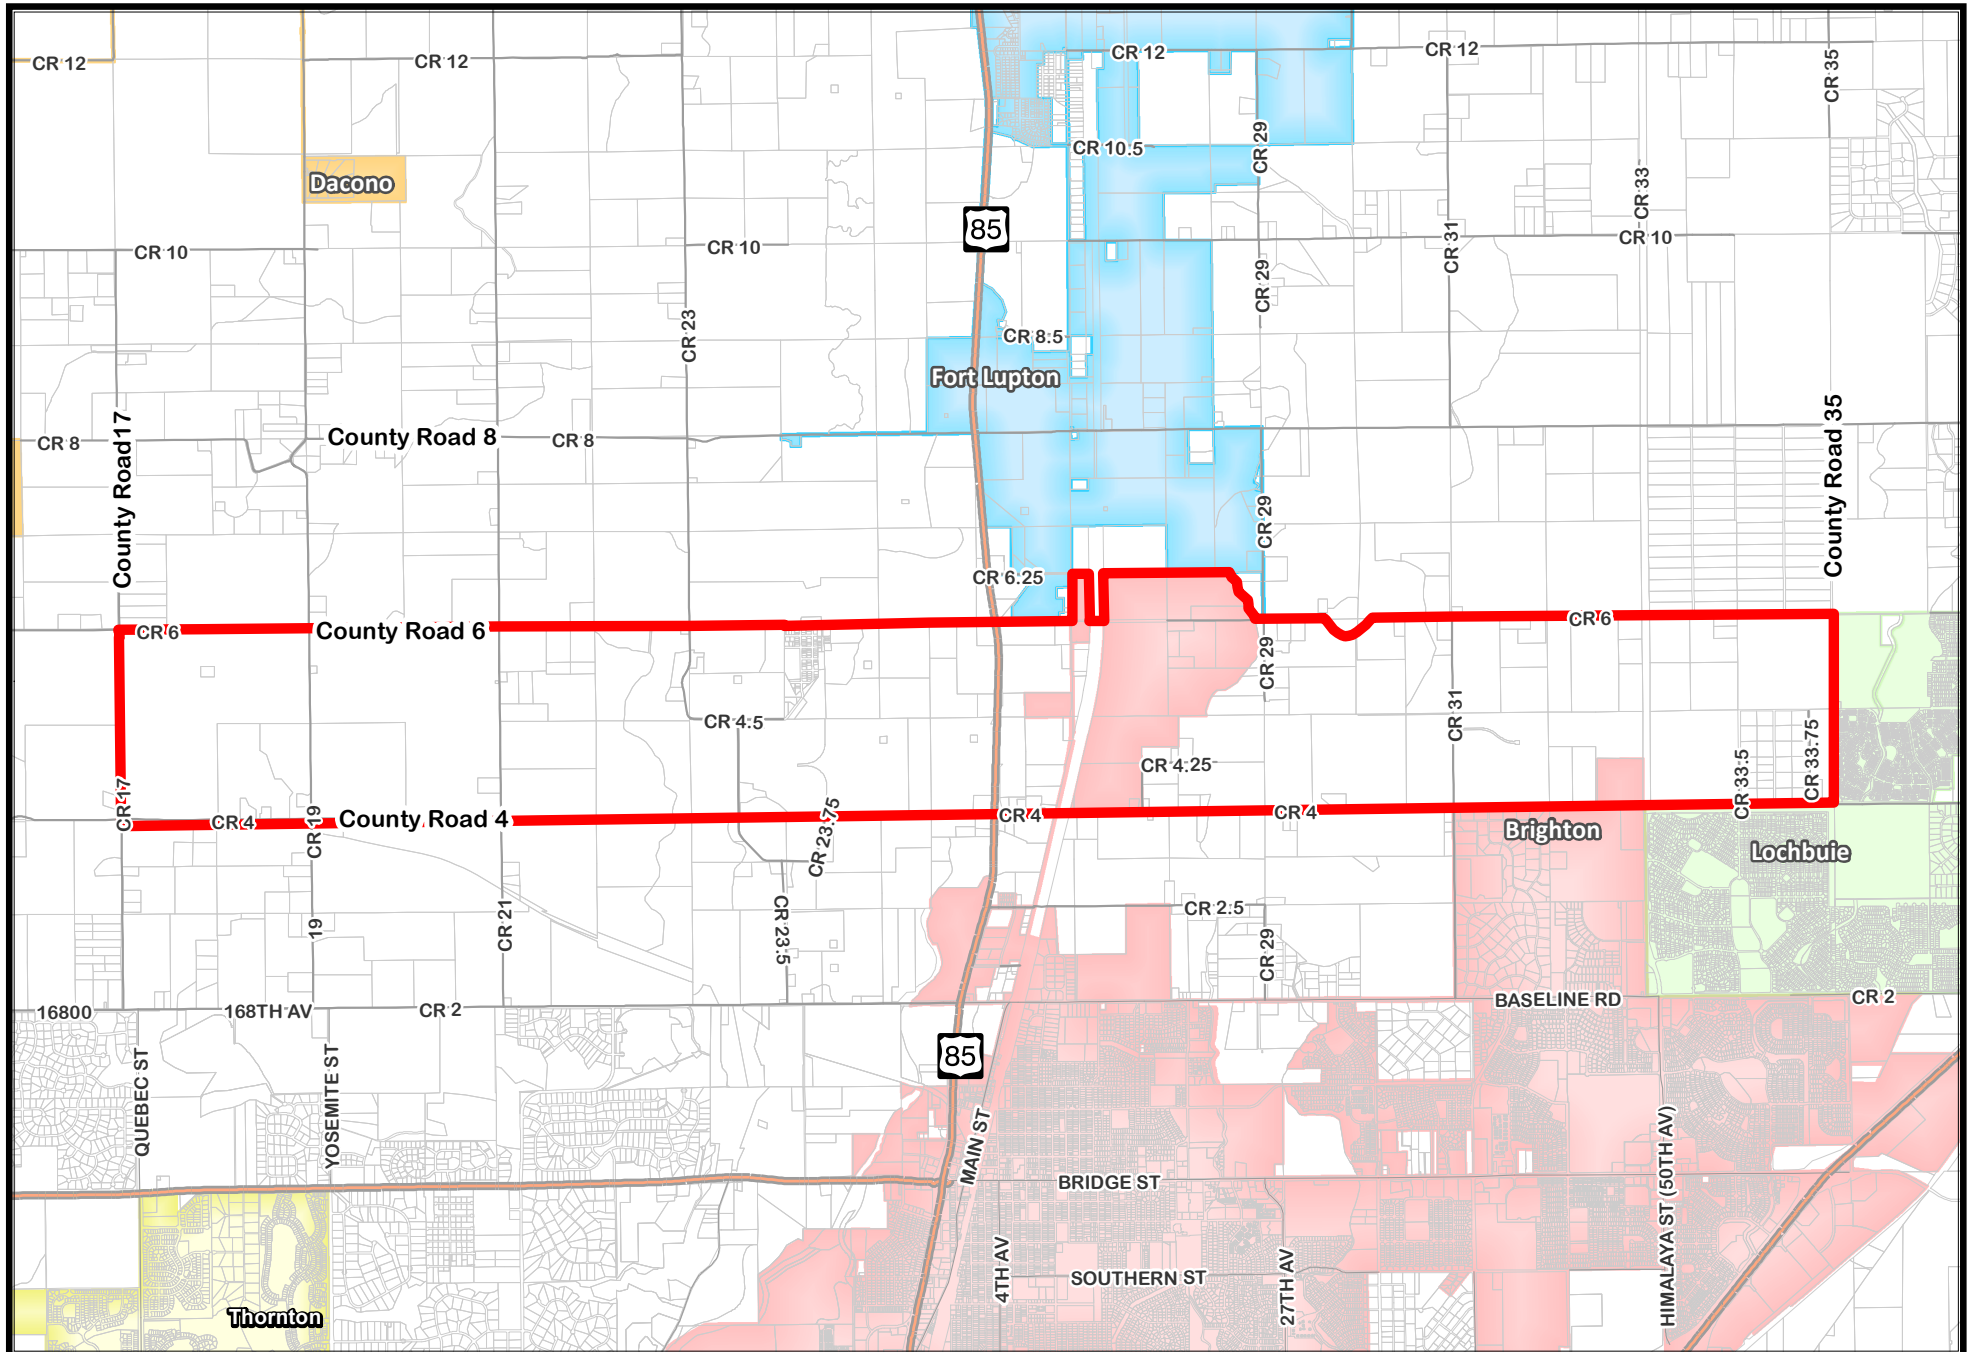 CR 12
CR 12
CR 12
CR 12
CR 35
Dacono
CR 10.5
CR 29
CR 33
85
CR 10
CR 10
CR 31
CR 10
CR 29
CR 23
CR 8.5
Fort Lupton
County Road 17
CR 8
County Road 8
CR 8
County Road 35
CR 29
CR 6.25
CR 6
County Road 6
CR 6
CR 29
CR 4.5
CR 31
CR 4.25
CR 33.5
CR 33.75
CR 17
CR 4
CR 19
County Road 4
CR 23.75
CR 4
CR 4
Brighton
Lochbuie
19
CR 21
CR 23.5
CR 2.5
CR 29
16800
168TH AV
CR 2
BASELINE RD
CR 2
85
QUEBEC ST
YOSEMITE ST
MAIN ST
BRIDGE ST
HIMALAYA ST (50TH AV)
4TH AV
SOUTHERN ST
27TH AV
Thornton